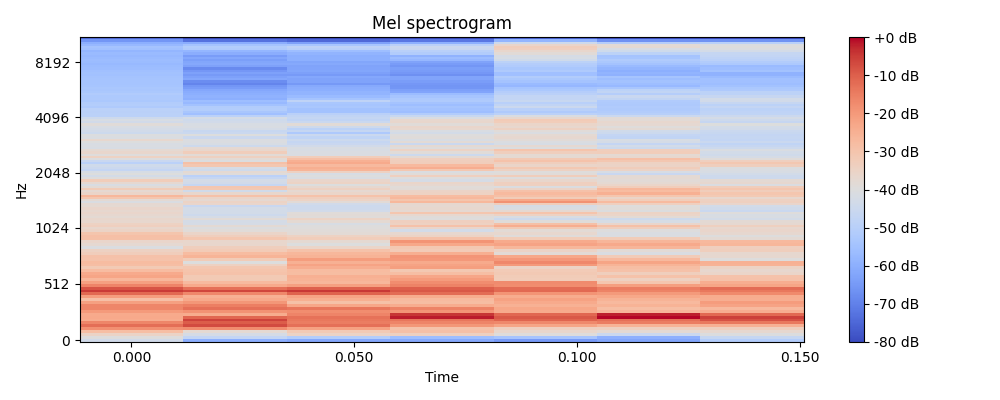 Mel spectrogram
Hz
8192
4096
2048
1024
512
0
0.000
0.050
0.100
0.150
Time
+0 dB
-10 dB
-20 dB
-30 dB
-40 dB
-50 dB
-60 dB
-70 dB
-80 dB